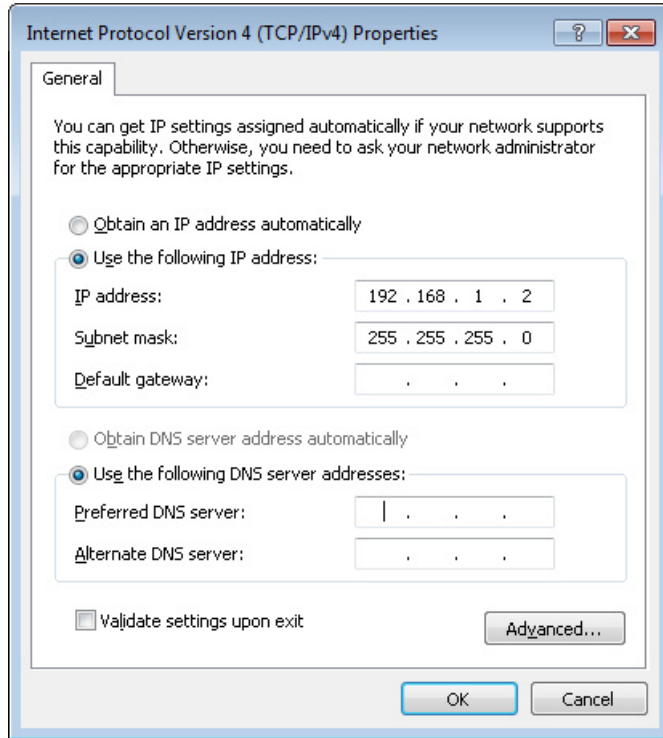 Internet Protocol Version 4 (TCP/IPv4) Properties
General
You can get IP settings assigned automatically if your network supports
this capability. Otherwise, you need to ask your network administrator
for the appropriate IP settings.
Obtain an IP address automatically
Use the following IP address:
IP address: 192 . 168 . 1 . 2
Subnet mask: 255 . 255 . 255 . 0
Default gateway: . . .
Obtain DNS server address automatically
Use the following DNS server addresses:
Preferred DNS server: . . .
Alternate DNS server: . . .
Validate settings upon exit
Advanced...
OK Cancel